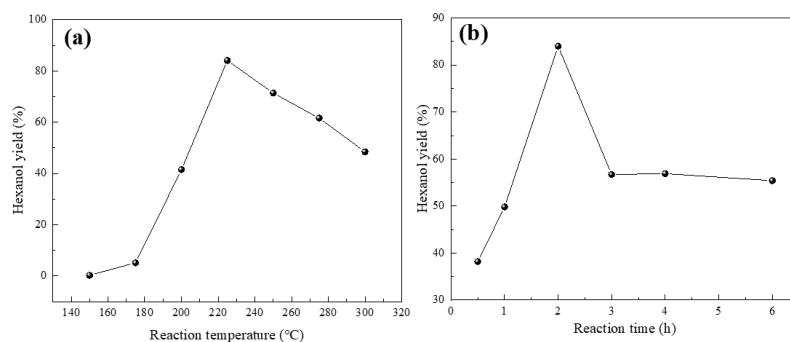 (a)
Hexanol yield (%)
100
80
60
40
20
0
140 160 180 200 220 240 260 280 300 320
Reaction temperature (°C)
(b)
Hexanol yield (%)
90
80
70
60
50
40
30
0 1 2 3 4 5 6
Reaction time (h)